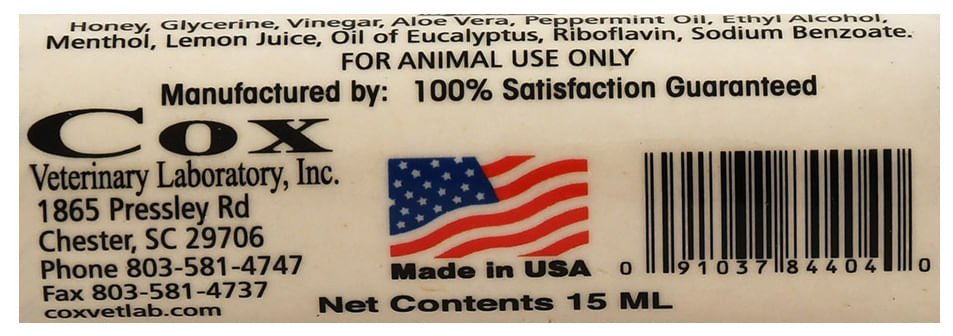 Honey, Glycerine, Vinegar, Aloe Vera, Peppermint Oil, Ethyl Alcohol,
Menthol, Lemon Juice, Oil of Eucalyptus, Riboflavin, Sodium Benzoate.
FOR ANIMAL USE ONLY
Manufactured by: 100% Satisfaction Guaranteed
Cox
Veterinary Laboratory, Inc.
1865 Pressley Rd
Chester, SC 29706
Phone 803-581-4747
Fax 803-581-4737
coxvetlab.com
Made in USA
Net Contents 15 ML
0 91037 84404 0